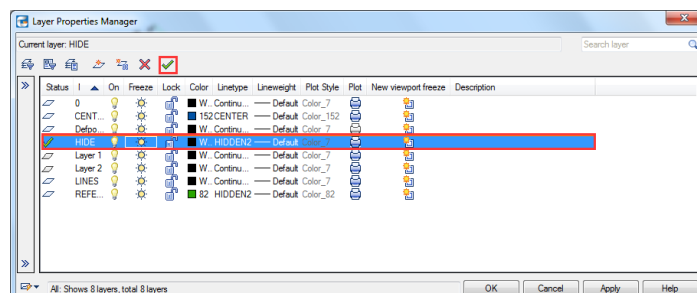 Layer Properties Manager
Current layer: HIDE
Search layer
Status I On Freeze Lock Color Linetype Lineweight Plot Style Plot New viewport freeze Description
0 W... Continu... Default Color_7
CENT... 152 CENTER Default Color_152
Defpo... W... Continu... Default Color_7
HIDE W... HIDDEN2 Default Color_7
Layer 1 W... Continu... Default Color_7
Layer 2 W... Continu... Default Color_7
LINES W... Continu... Default Color_7
REFE... 82 HIDDEN2 Default Color_82
All: Shows 8 layers, total 8 layers
OK Cancel Apply Help